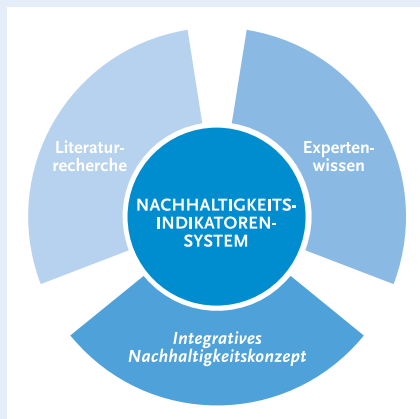 Literatur-
recherche
Experten-
wissen
NACHHALTIGKEITS-
INDIKATOREN-
SYSTEM
Integratives
Nachhaltigkeitskonzept